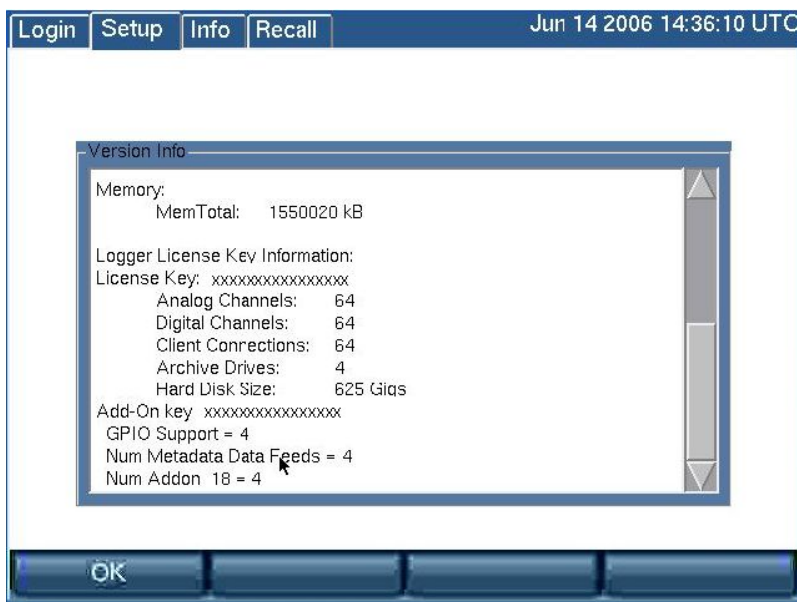 Login Setup Info Recall Jun 14 2006 14:36:10 UTC
Version Info
Memory:
MemTotal: 1550020 kB
Logger License Key Information:
License Key: xxxxxxxxxxxxxxxx
Analog Channels: 64
Digital Channels: 64
Client Connections: 64
Archive Drives: 4
Hard Disk Size: 625 Gigs
Add-On key xxxxxxxxxxxxxxxx
GPIO Support = 4
Num Metadata Data Feeds = 4
Num Addon 18 = 4
OK